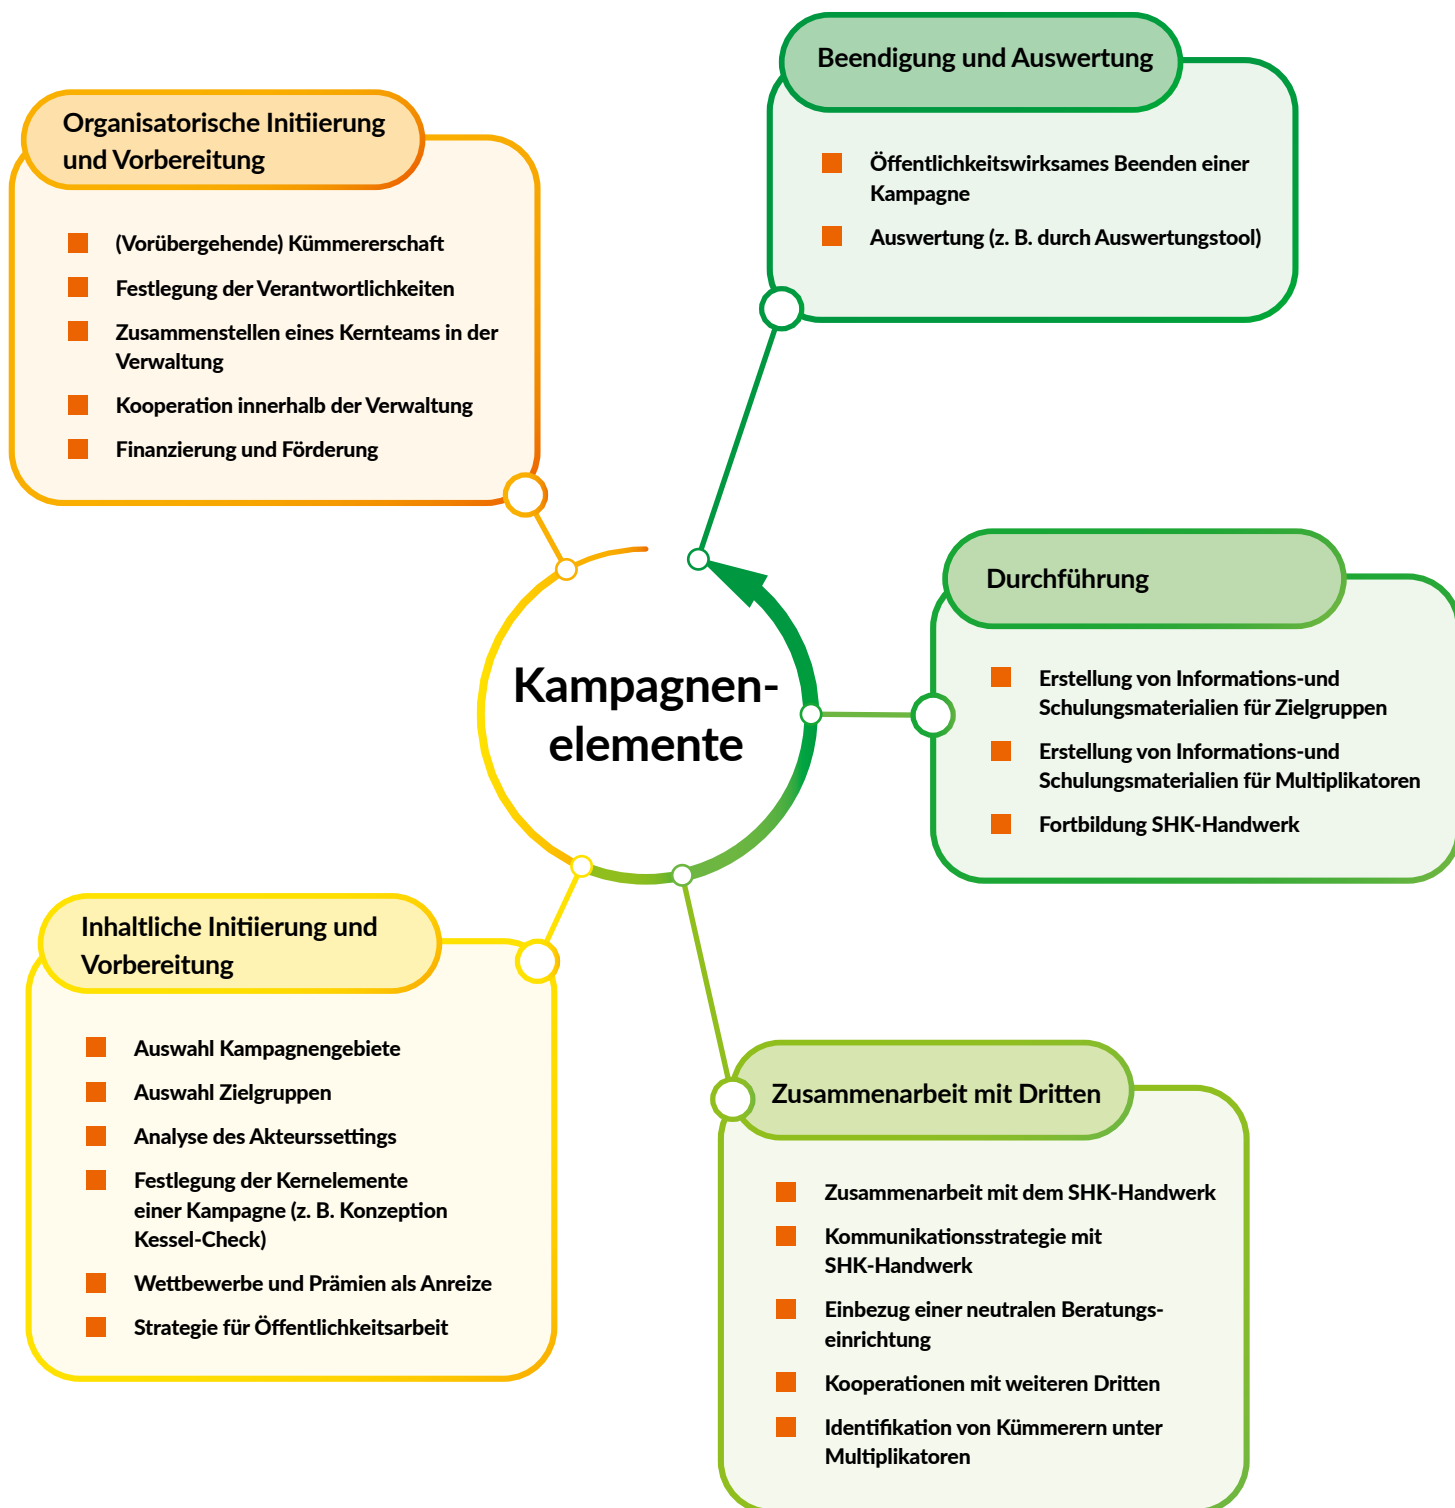 Organisatorische Initiierung
und Vorbereitung
(Vorübergehende) Kümmererschaft
Festlegung der Verantwortlichkeiten
Zusammenstellen eines Kernteams in der
Verwaltung
Kooperation innerhalb der Verwaltung
Finanzierung und Förderung
Beendigung und Auswertung
Öffentlichkeitswirksames Beenden einer
Kampagne
Auswertung (z. B. durch Auswertungstool)
Kampagnen-
elemente
Durchführung
Erstellung von Informations-und
Schulungsmaterialien für Zielgruppen
Erstellung von Informations-und
Schulungsmaterialien für Multiplikatoren
Fortbildung SHK-Handwerk
Inhaltliche Initiierung und
Vorbereitung
Auswahl Kampagnengebiete
Auswahl Zielgruppen
Analyse des Akteurssettings
Festlegung der Kernelemente
einer Kampagne (z. B. Konzeption
Kessel-Check)
Wettbewerbe und Prämien als Anreize
Strategie für Öffentlichkeitsarbeit
Zusammenarbeit mit Dritten
Zusammenarbeit mit dem SHK-Handwerk
Kommunikationsstrategie mit
SHK-Handwerk
Einbezug einer neutralen Beratungs-
einrichtung
Kooperationen mit weiteren Dritten
Identifikation von Kümmerern unter
Multiplikatoren